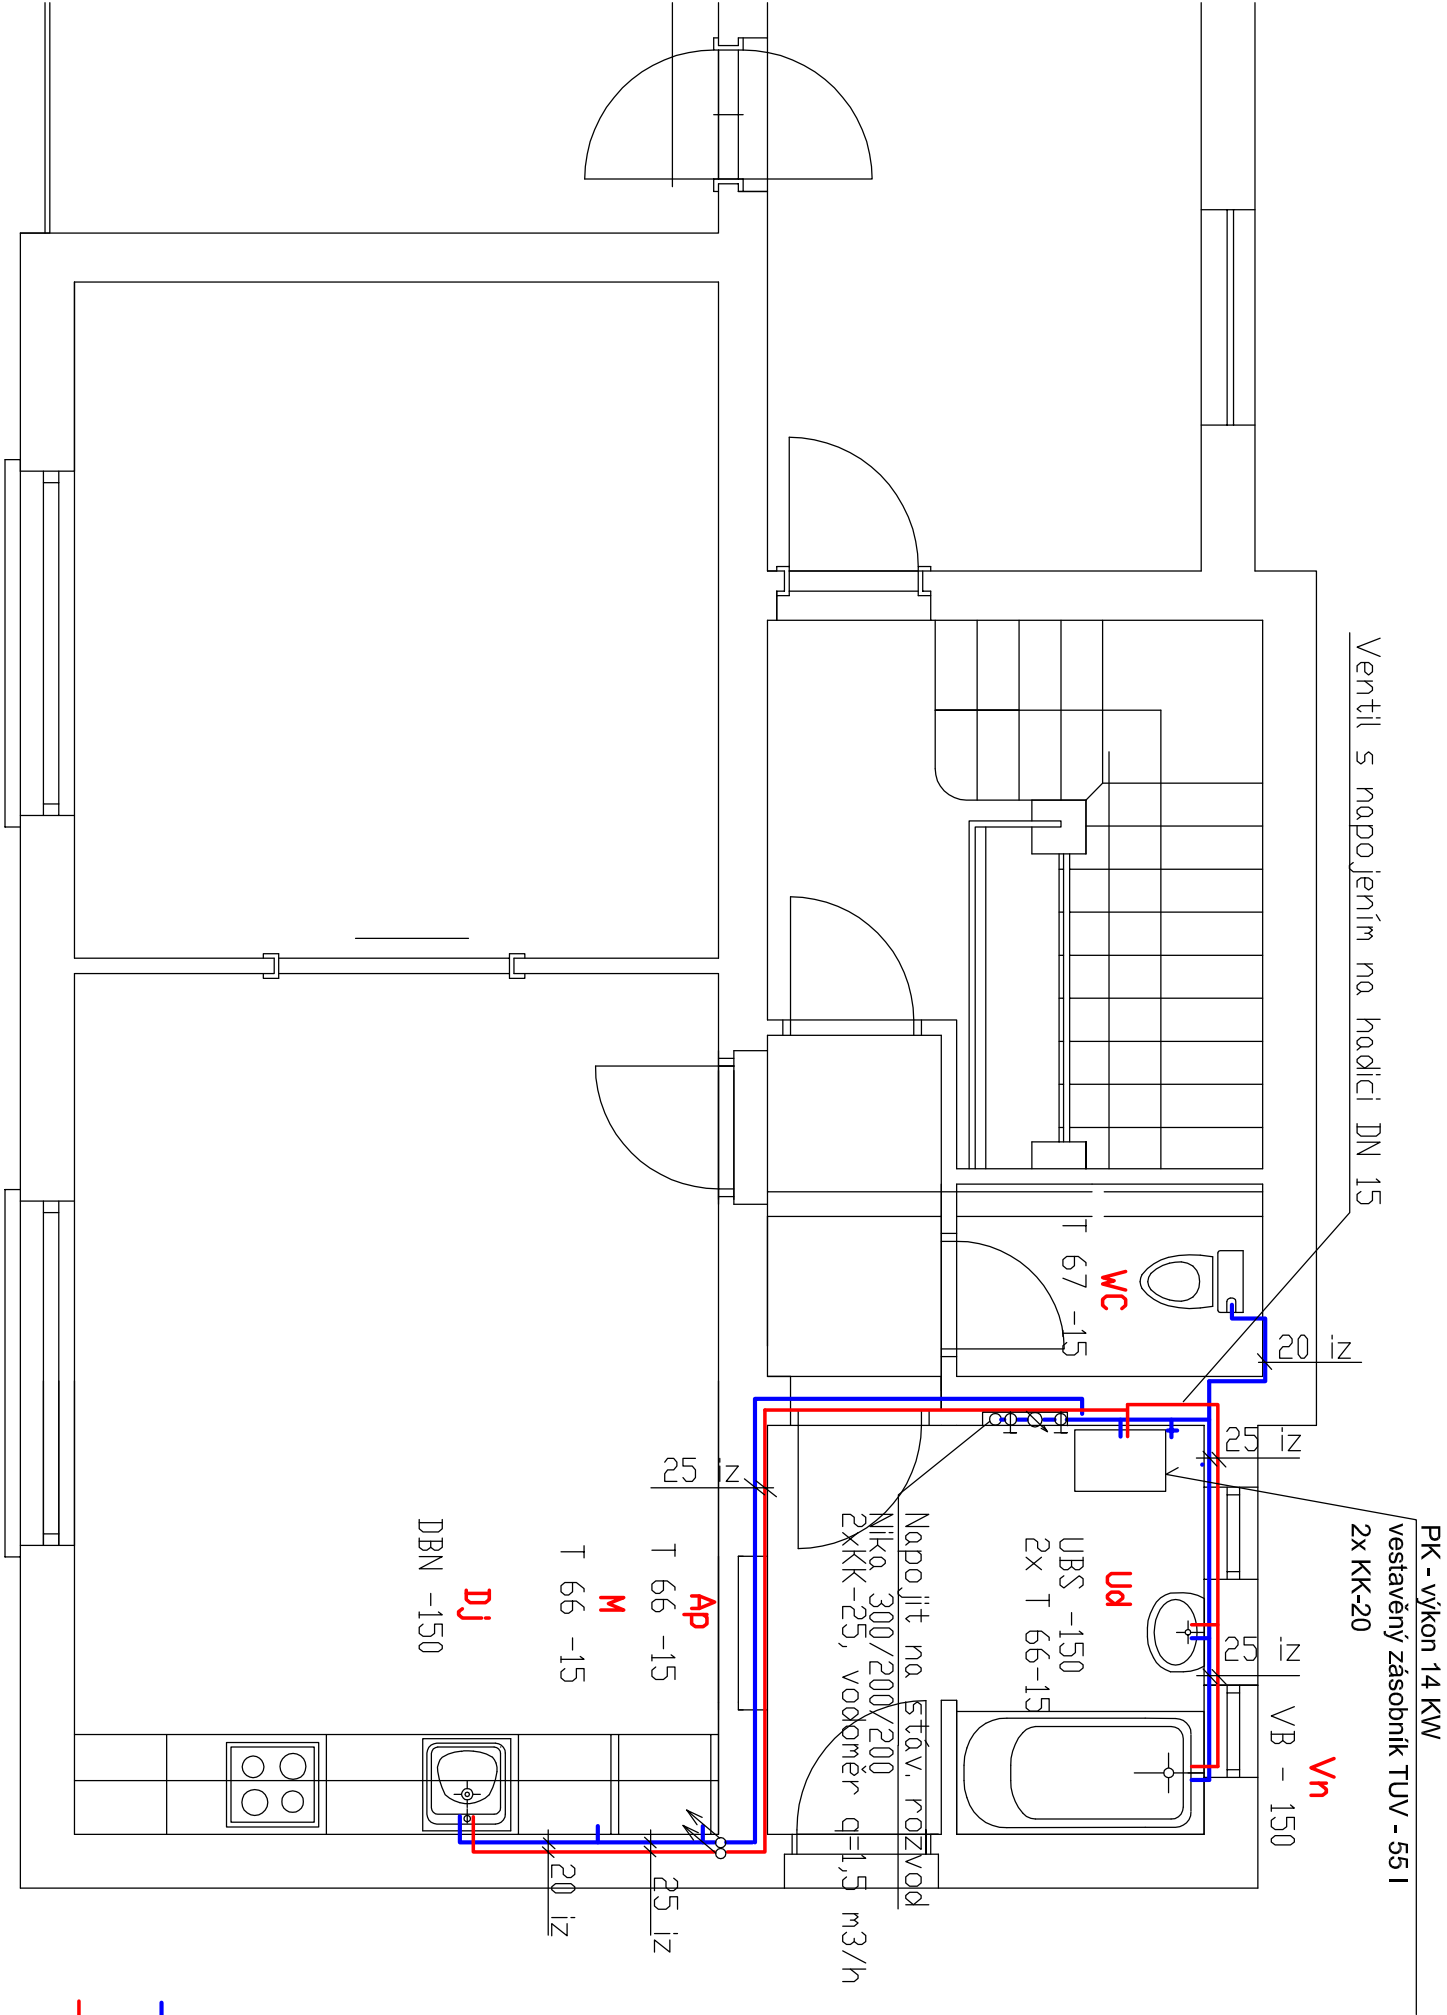 PK - výkon 14 KW
vestavěný zásobník TUV - 55 l
2x KK-20
Ventil s napojením na hadici DN 15
20 iz
25 iz
25 iz
Vn
VB - 150
WC
T 67 -15
Ud
UBS -150
2x T 66-15
Napojit na stáv. rozvod
Nika 300/200/200
2xKK-25, vodoměr q=1,5 m3/h
25 iz
Ap
T 66 -15
M
T 66 -15
Dj
DBN -150
25 iz
20 iz